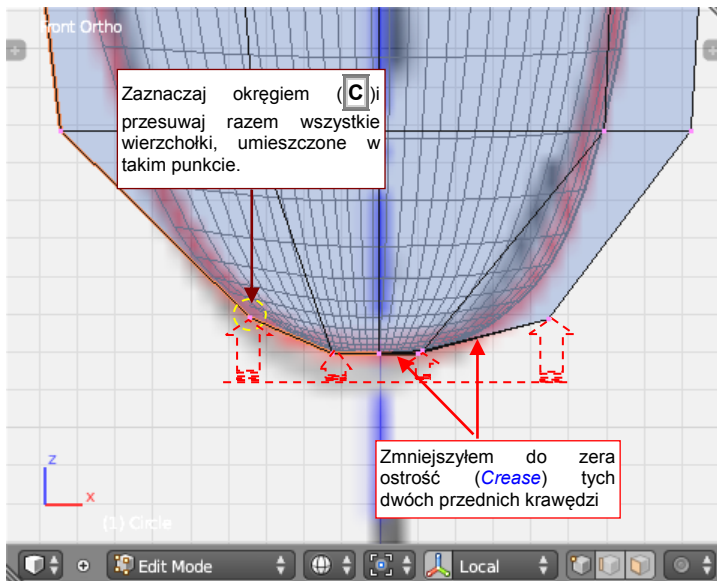 Front Ortho
Zaznaczaj okręgiem (C)i
przesuwaj razem wszystkie
wierzchołki, umieszczone w
takim punkcie.
Zmniejszyłem do zera
ostrość (Crease) tych
dwóch przednich krawędzi
z
x
(1) Circle
Edit Mode
Local